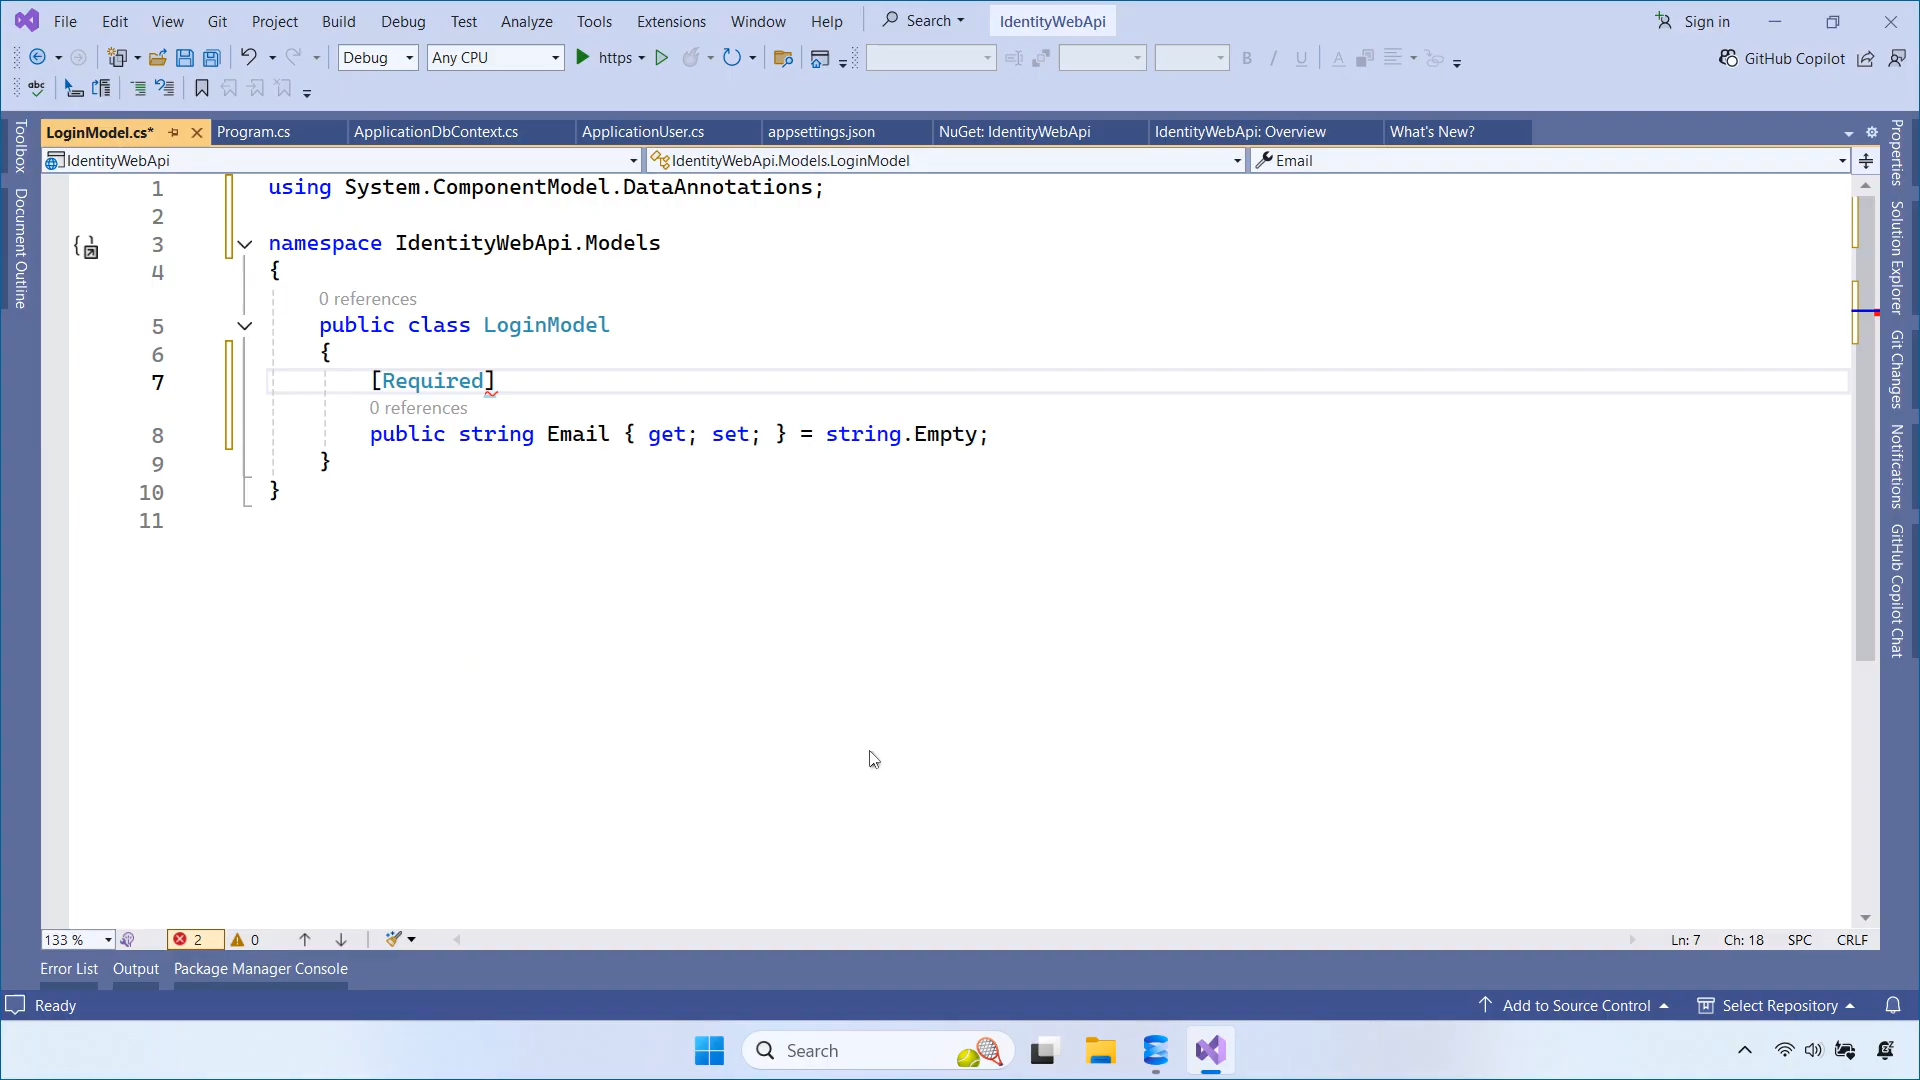 File Edit View Git Project Build Debug Test Analyze Tools Extensions Window Help Search IdentityWebApi Sign in
Debug Any CPU https B I U A GitHub Copilot
abc
LoginModel.cs* Program.cs ApplicationDbContext.cs ApplicationUser.cs appsettings.json NuGet: IdentityWebApi IdentityWebApi: Overview What's New?
IdentityWebApi IdentityWebApi.Models.LoginModel Email
Toolbox
Document Outline
1 using System.ComponentModel.DataAnnotations;
2
3 namespace IdentityWebApi.Models
4 {
0 references
5 public class LoginModel
6 {
7 [Required]
0 references
8 public string Email { get; set; } = string.Empty;
9 }
10 }
11
Properties
Solution Explorer
Git Changes
Notifications
GitHub Copilot Chat
133 % 2 0 Ln: 7 Ch: 18 SPC CRLF
Error List Output Package Manager Console
Ready Add to Source Control Select Repository
Search